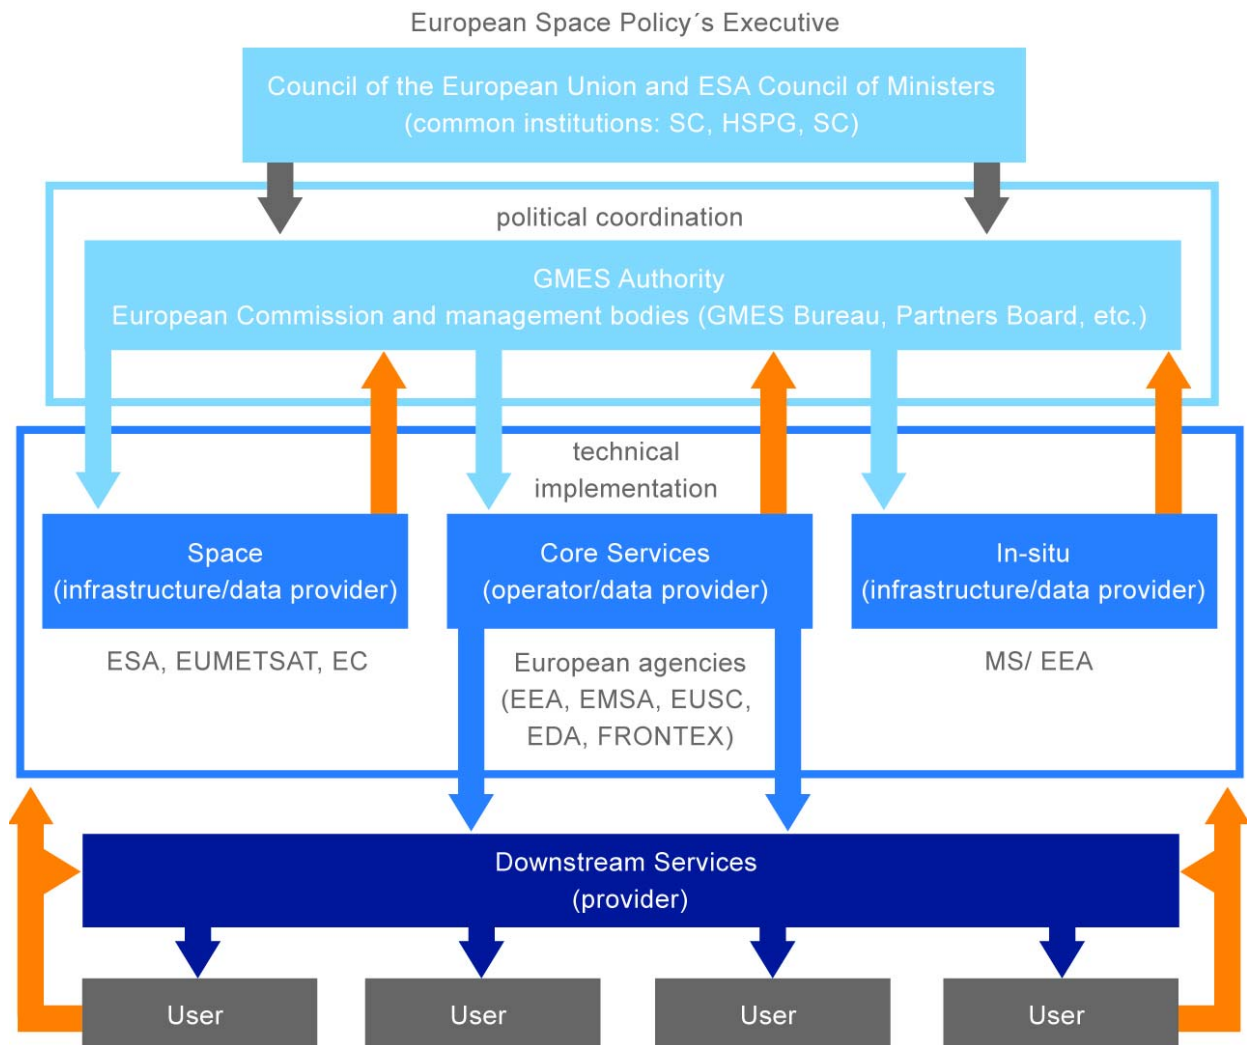 European Space Policy´s Executive
Council of the European Union and ESA Council of Ministers
(common institutions: SC, HSPG, SC)
political coordination
GMES Authority
European Commission and management bodies (GMES Bureau, Partners Board, etc.)
technical
implementation
Space
(infrastructure/data provider)
Core Services
(operator/data provider)
In-situ
(infrastructure/data provider)
ESA, EUMETSAT, EC
European agencies
(EEA, EMSA, EUSC,
EDA, FRONTEX)
MS/ EEA
Downstream Services
(provider)
User
User
User
User